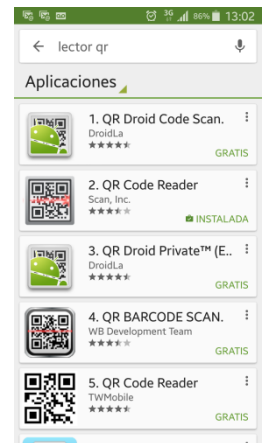 3G 86% 13:02
lector qr
Aplicaciones
1. QR Droid Code Scan.
DroidLa
GRATIS
2. QR Code Reader
Scan, Inc.
INSTALADA
3. QR Droid Private™ (E..
DroidLa
GRATIS
4. QR BARCODE SCAN.
WB Development Team
GRATIS
5. QR Code Reader
TWMobile
GRATIS